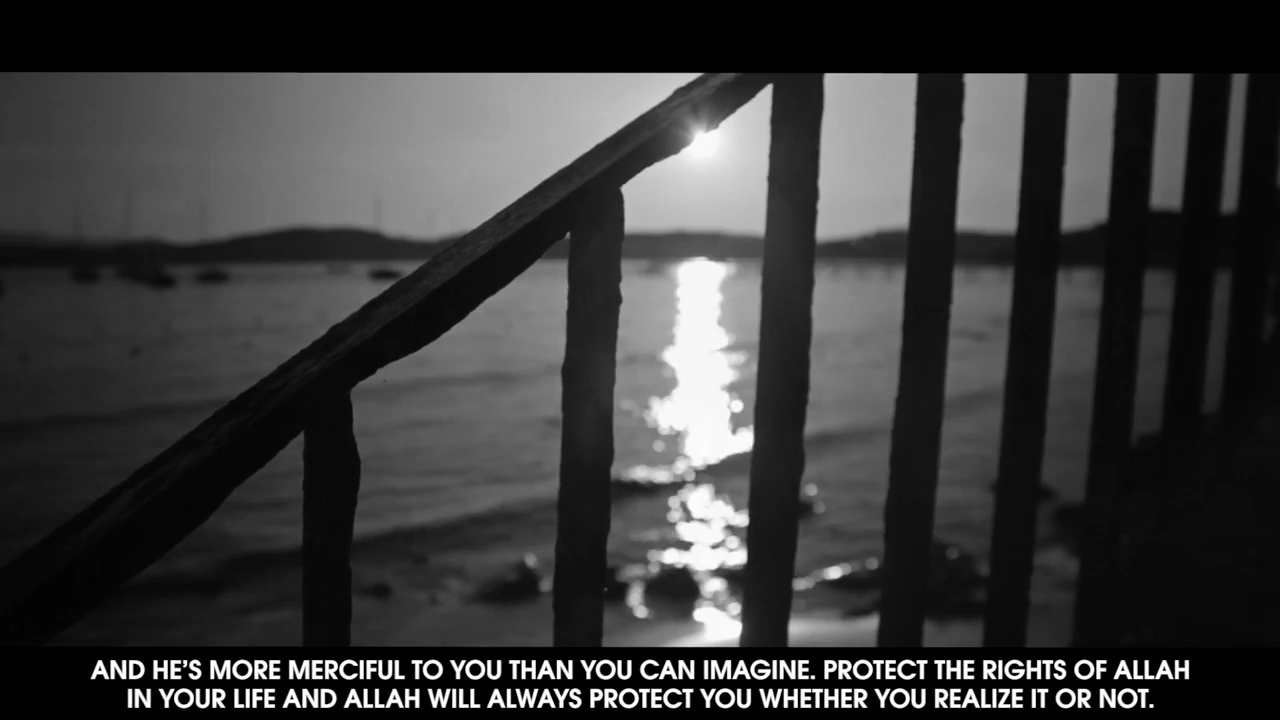 AND HE'S MORE MERCIFUL TO YOU THAN YOU CAN IMAGINE. PROTECT THE RIGHTS OF ALLAH
IN YOUR LIFE AND ALLAH WILL ALWAYS PROTECT YOU WHETHER YOU REALIZE IT OR NOT.